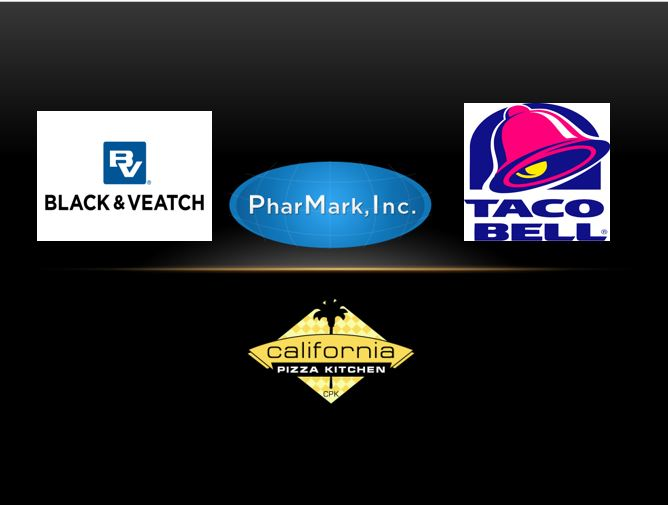 BV®
BLACK & VEATCH
PharMark,Inc.
TACO
BELL®
california
PIZZA KITCHEN
CPK